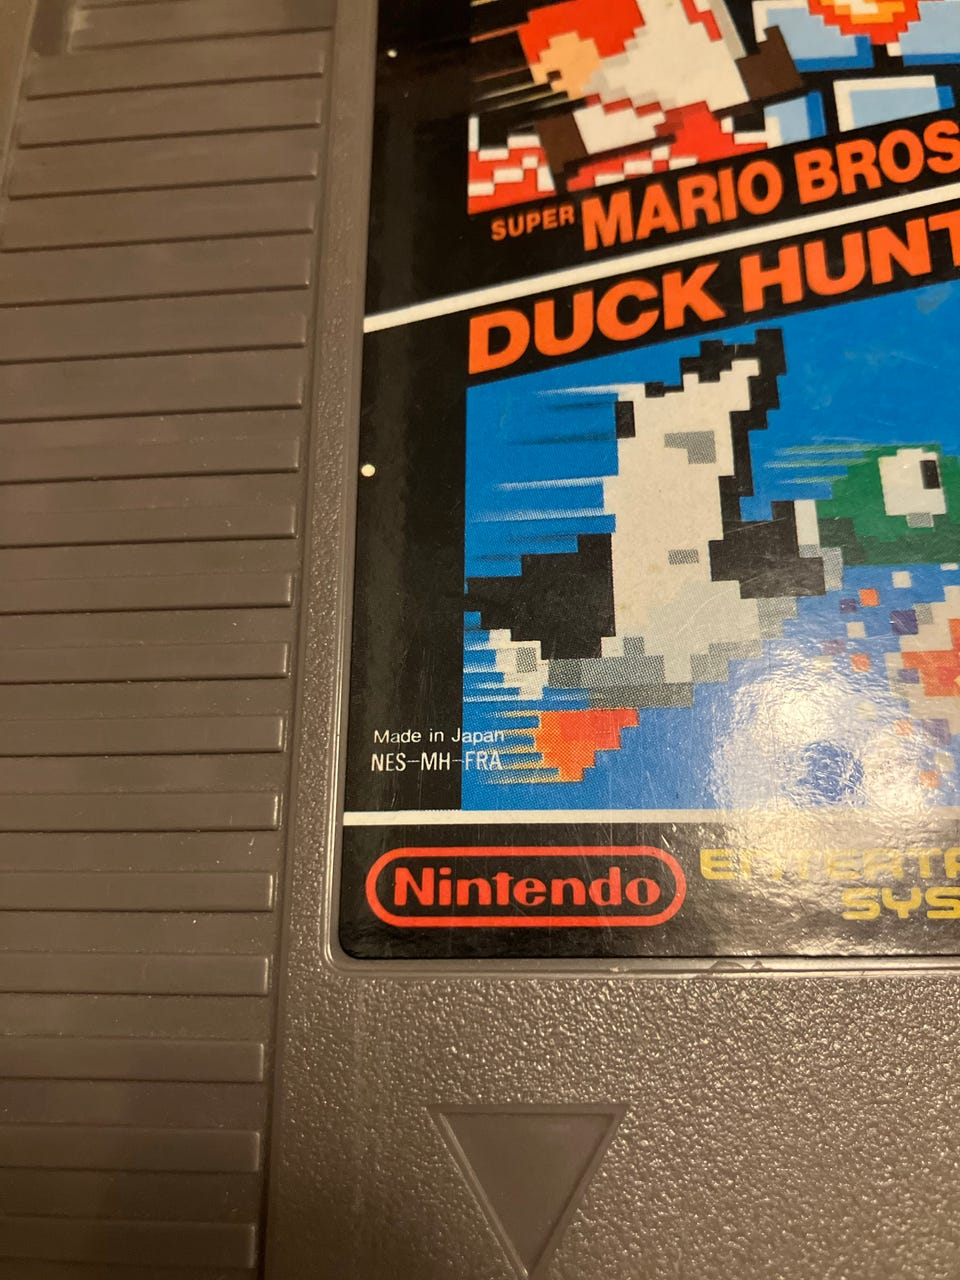 SUPER MARIO BROS
DUCK HUNT
Made in Japan
NES-MH-FRA
Nintendo